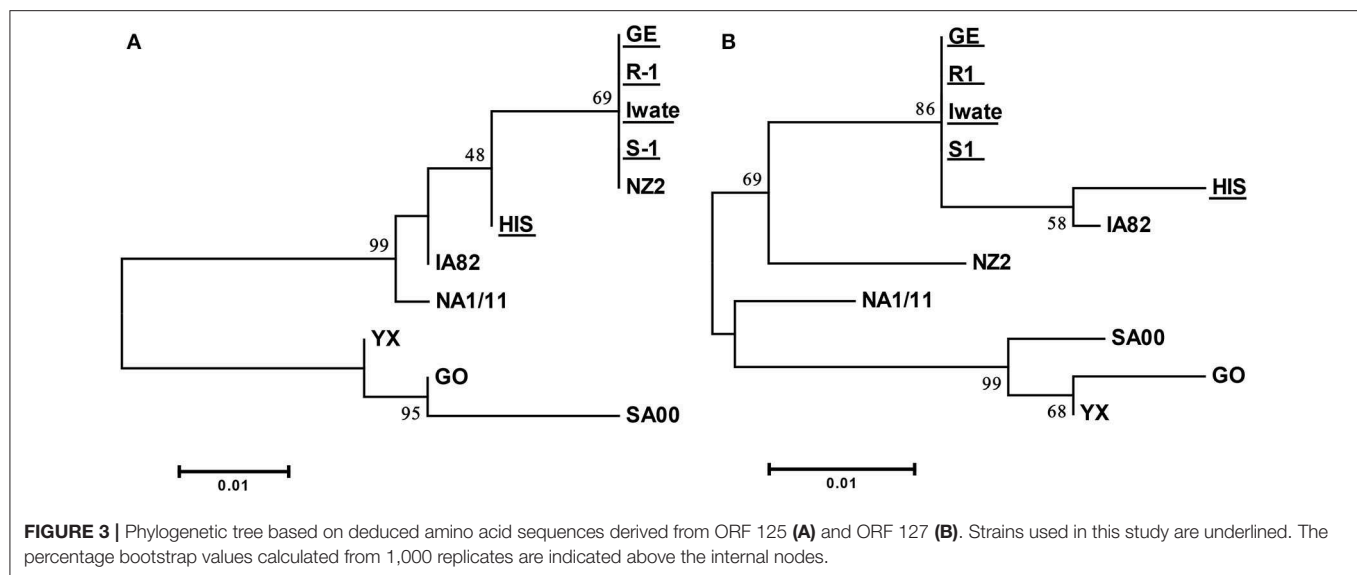 A
GE
R-1
69
Iwate
S-1
48
NZ2
HIS
99
IA82
NA1/11
YX
GO
95
SA00
0.01
B
GE
R1
86
Iwate
S1
69
HIS
58
IA82
NZ2
NA1/11
SA00
99
GO
68
YX
0.01
FIGURE 3 | Phylogenetic tree based on deduced amino acid sequences derived from ORF 125 (A) and ORF 127 (B). Strains used in this study are underlined. The
percentage bootstrap values calculated from 1,000 replicates are indicated above the internal nodes.